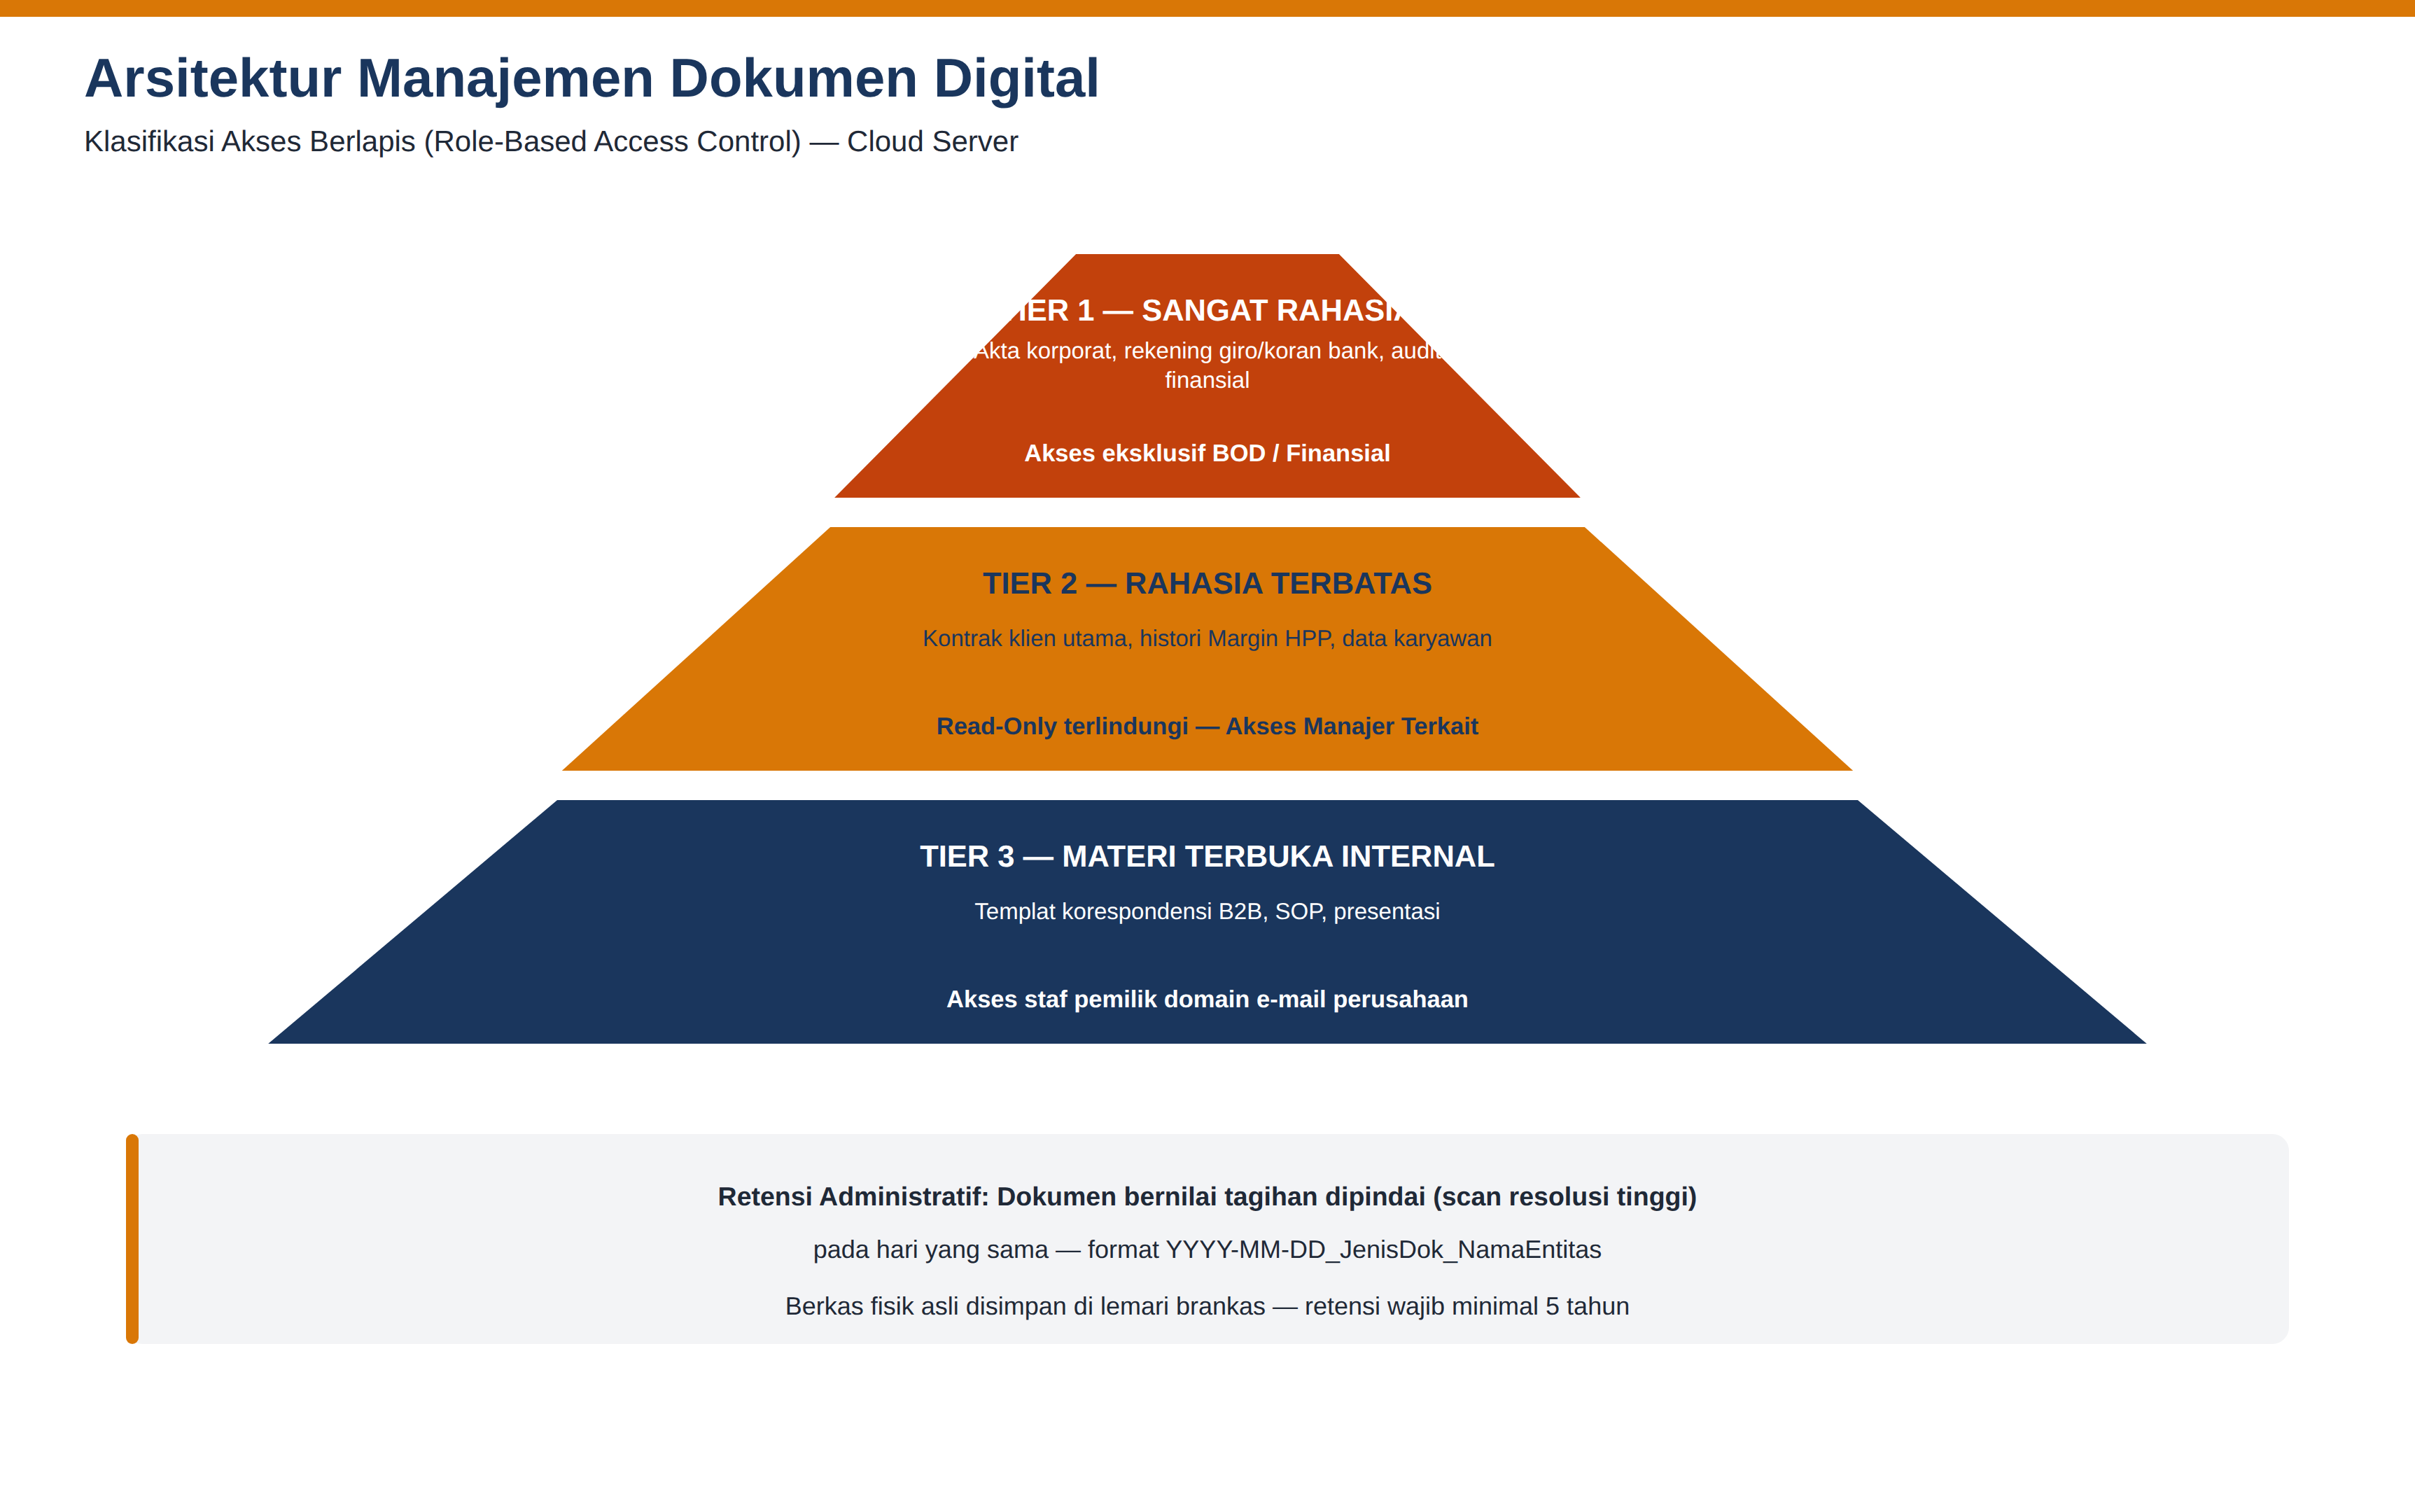 Arsitektur Manajemen Dokumen Digital
Klasifikasi Akses Berlapis (Role-Based Access Control) — Cloud Server
TIER 1 — SANGAT RAHASIA
Akta korporat, rekening giro/koran bank, audit
finansial
Akses eksklusif BOD / Finansial
TIER 2 — RAHASIA TERBATAS
Kontrak klien utama, histori Margin HPP, data karyawan
Read-Only terlindungi — Akses Manajer Terkait
TIER 3 — MATERI TERBUKA INTERNAL
Templat korespondensi B2B, SOP, presentasi
Akses staf pemilik domain e-mail perusahaan
Retensi Administratif: Dokumen bernilai tagihan dipindai (scan resolusi tinggi)
pada hari yang sama — format YYYY-MM-DD_JenisDok_NamaEntitas
Berkas fisik asli disimpan di lemari brankas — retensi wajib minimal 5 tahun